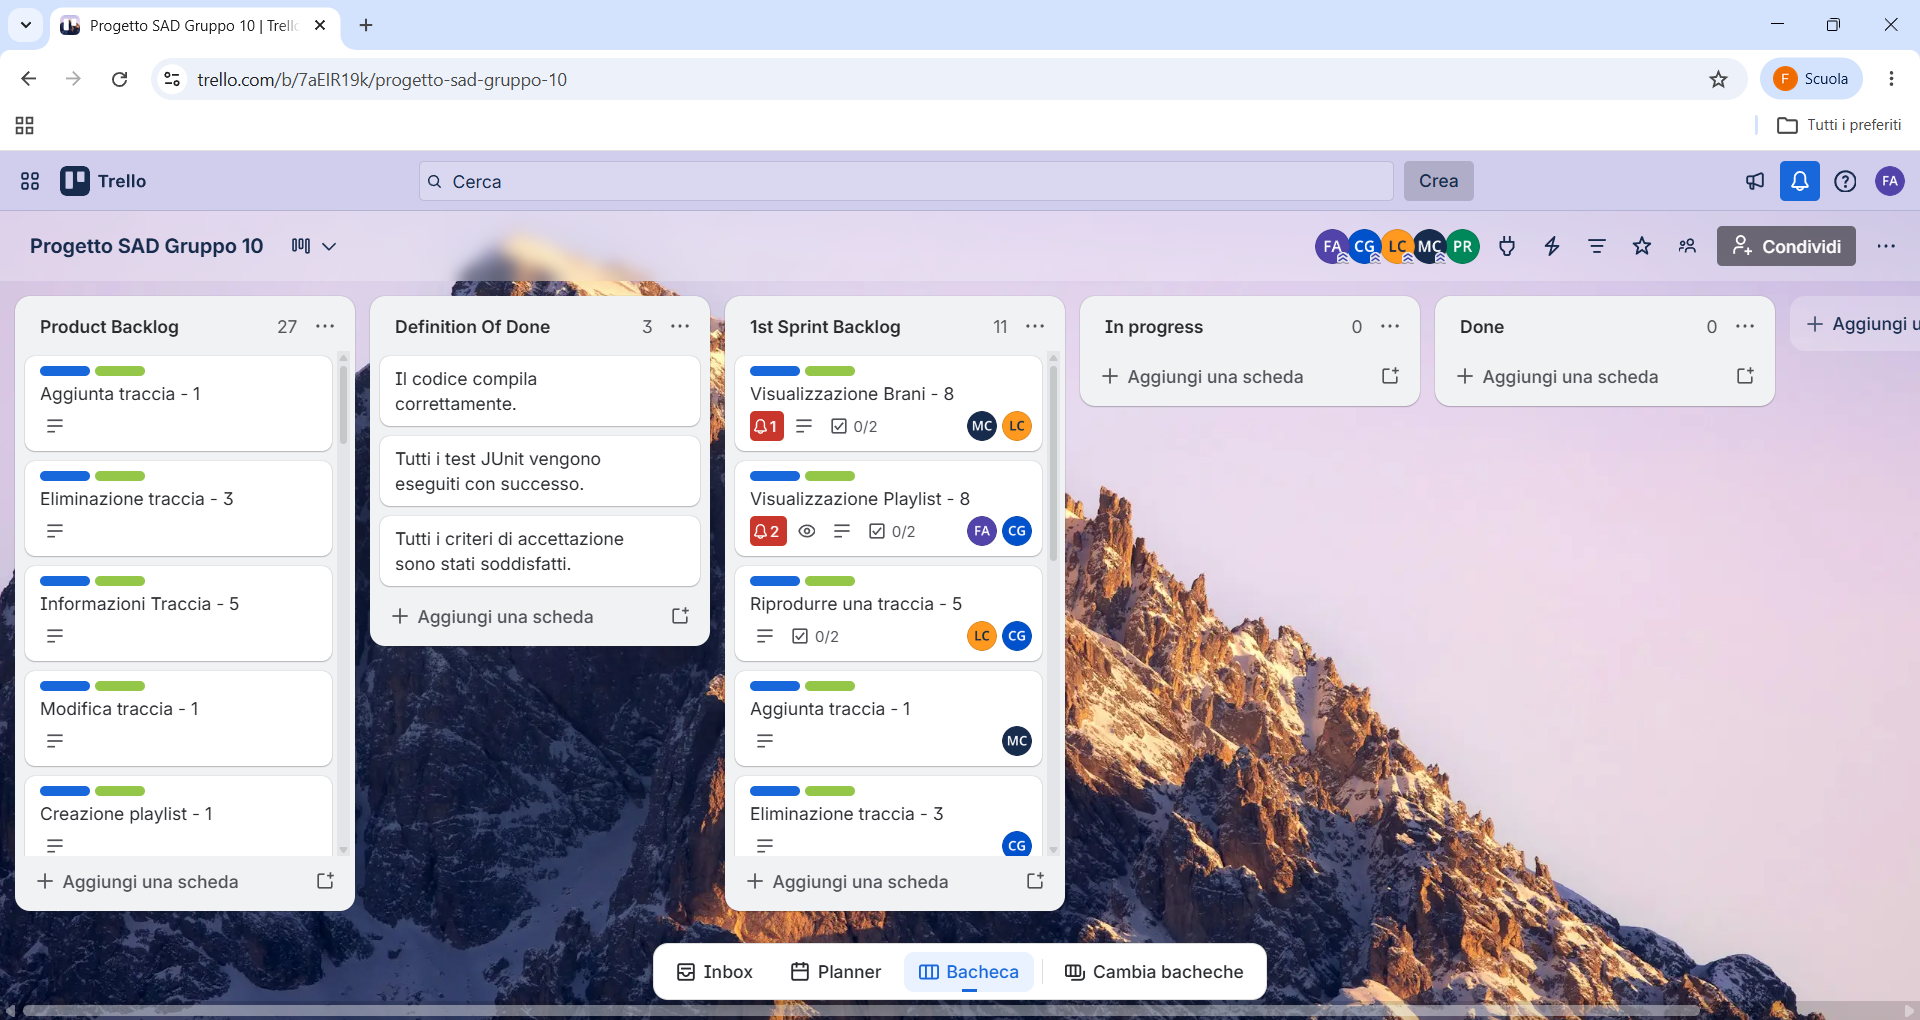 Progetto SAD Gruppo 10 | Trello
trello.com/b/7aEIR19k/progetto-sad-gruppo-10
F
Scuola
Tutti i preferiti
Trello
Cerca
Crea
FA
Progetto SAD Gruppo 10
FA
CG
LC
MC
PR
Condividi
Product Backlog
27
Aggiunta traccia - 1
Eliminazione traccia - 3
Informazioni Traccia - 5
Modifica traccia - 1
Creazione playlist - 1
Aggiungi una scheda
Definition Of Done
3
Il codice compila
correttamente.
Tutti i test JUnit vengono
eseguiti con successo.
Tutti i criteri di accettazione
sono stati soddisfatti.
Aggiungi una scheda
1st Sprint Backlog
11
Visualizzazione Brani - 8
1
0/2
MC
LC
Visualizzazione Playlist - 8
2
0/2
FA
CG
Riprodurre una traccia - 5
0/2
LC
CG
Aggiunta traccia - 1
MC
Eliminazione traccia - 3
CG
Aggiungi una scheda
In progress
0
Aggiungi una scheda
Done
0
Aggiungi una scheda
Aggiungi u
Inbox
Planner
Bacheca
Cambia bacheche